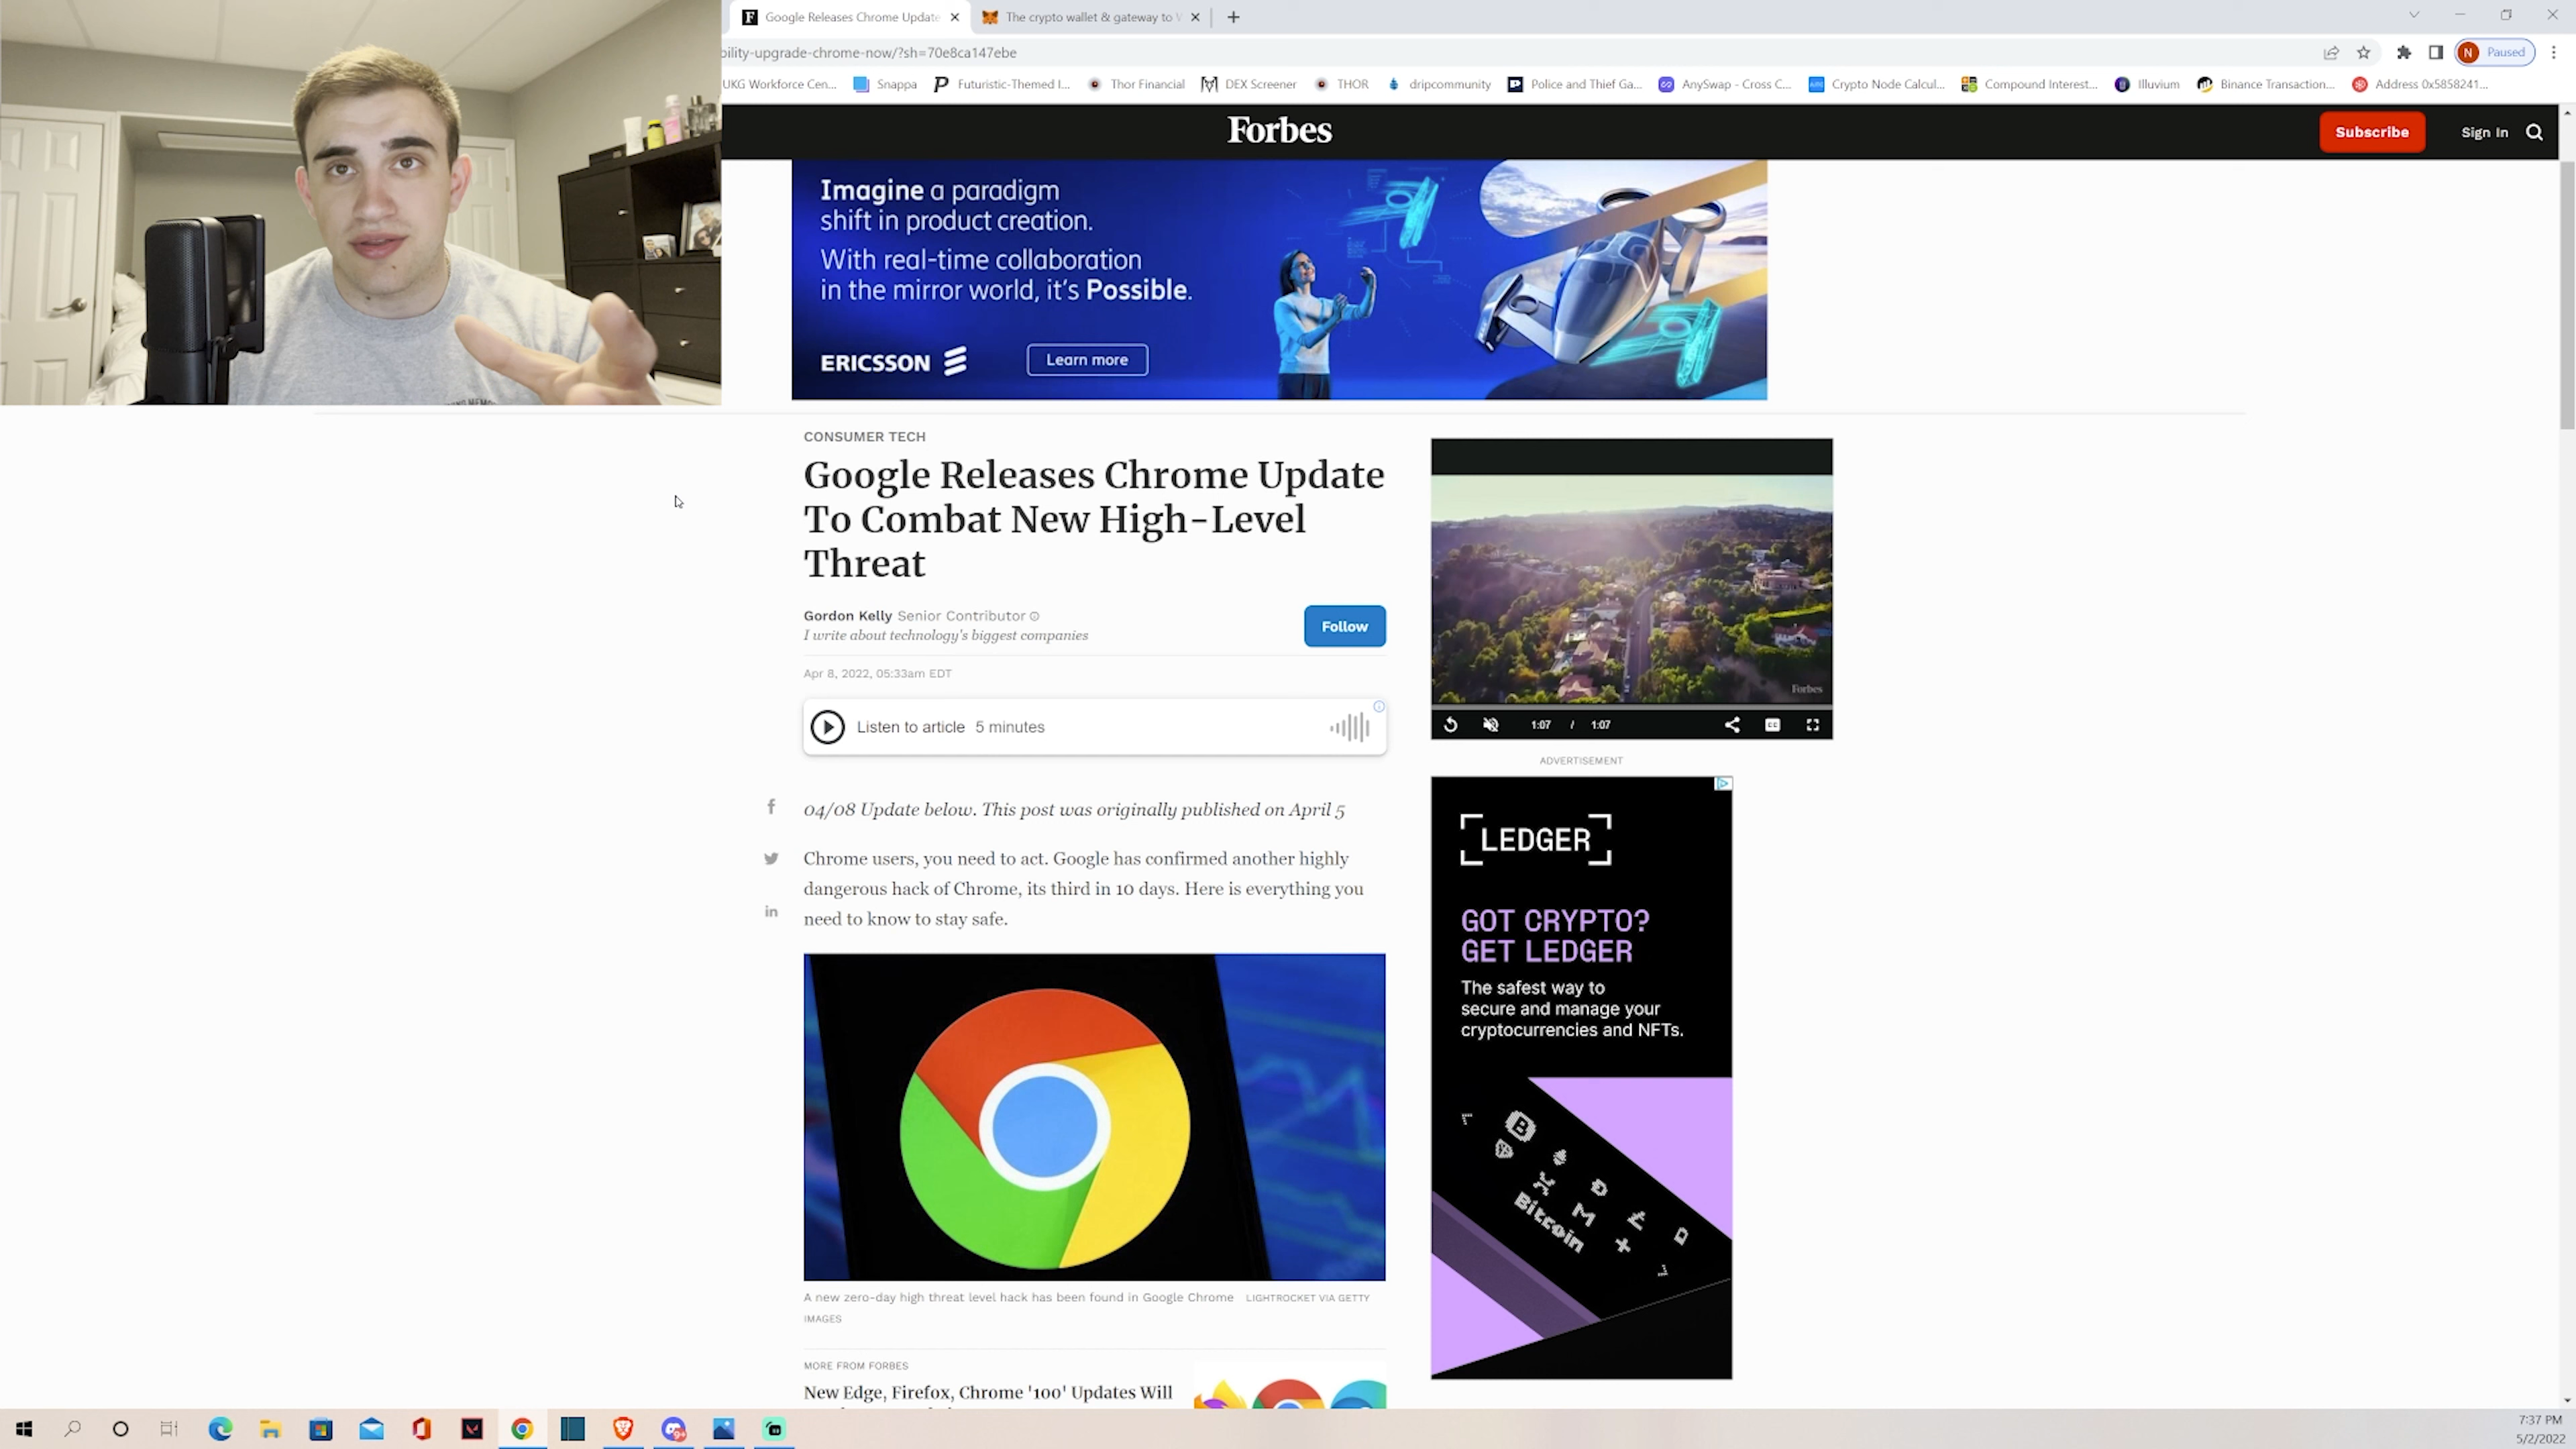 Google Releases Chrome Update
The crypto wallet & gateway to
bility-upgrade-chrome-now/?sh=70e8ca147ebe
N Paused
UKG Workforce Cen... Snappa Futuristic-Themed I... Thor Financial DEX Screener THOR dripcommunity Police and Thief Ga... AnySwap - Cross C... Crypto Node Calcul... Compound Interest... Illuvium Binance Transaction... Address 0x5858241...
Forbes
Subscribe
Sign In
Imagine a paradigm
shift in product creation.
With real-time collaboration
in the mirror world, it's Possible.
ERICSSON
Learn more
CONSUMER TECH
Google Releases Chrome Update
To Combat New High-Level
Threat
Gordon Kelly Senior Contributor
I write about technology's biggest companies
Follow
Apr 8, 2022, 05:33am EDT
Listen to article 5 minutes
04/08 Update below. This post was originally published on April 5
Chrome users, you need to act. Google has confirmed another highly
dangerous hack of Chrome, its third in 10 days. Here is everything you
need to know to stay safe.
A new zero-day high threat level hack has been found in Google Chrome LIGHTROCKET VIA GETTY
IMAGES
MORE FROM FORBES
New Edge, Firefox, Chrome '100' Updates Will
Forbes
1:07 / 1:07
CC
ADVERTISEMENT
LEDGER
GOT CRYPTO?
GET LEDGER
The safest way to
secure and manage your
cryptocurrencies and NFTs.
Bitcoin
7:37 PM
5/2/2022